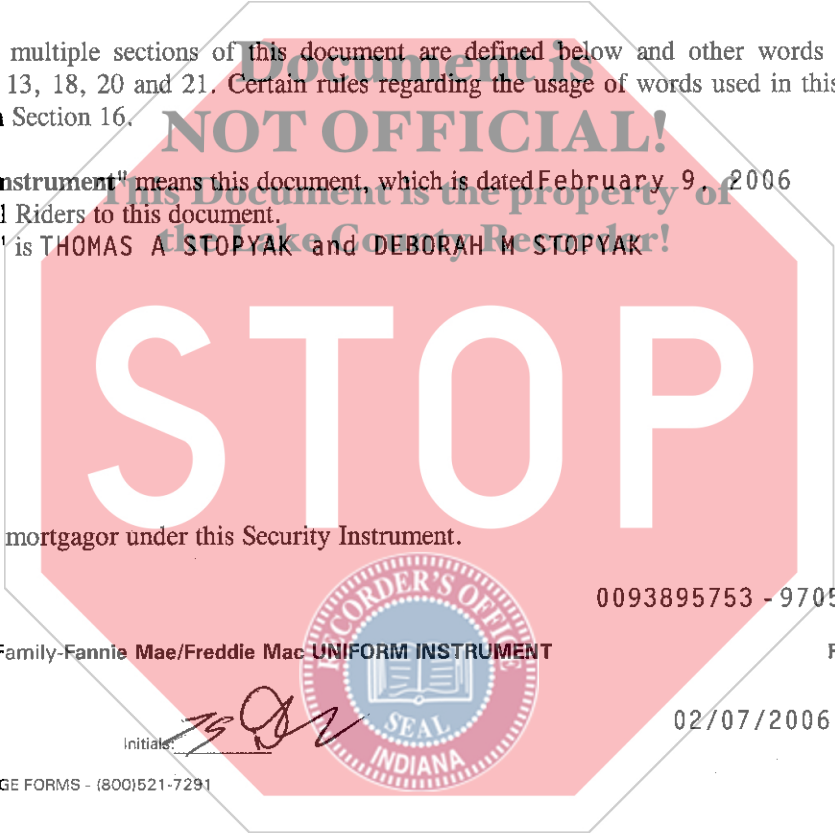 multiple sections of this document are defined below and other words
Document is
13, 18, 20 and 21. Certain rules regarding the usage of words used in this
Section 16.
NOT OFFICIAL!
nstrument" means this document, which is dated February 9, 2006
This Document is the property of
Riders to this document.
is THOMAS A STOPYAK and DEBORAH M STOPYAK
the Lake County Recorder!
STOP
mortgagor under this Security Instrument.
0093895753 - 9705
RECORDER'S OFFICE
Family-Fannie Mae/Freddie Mac UNIFORM INSTRUMENT
SEAL
02/07/2006
Initials:
INDIANA
GE FORMS - (800)521-7291